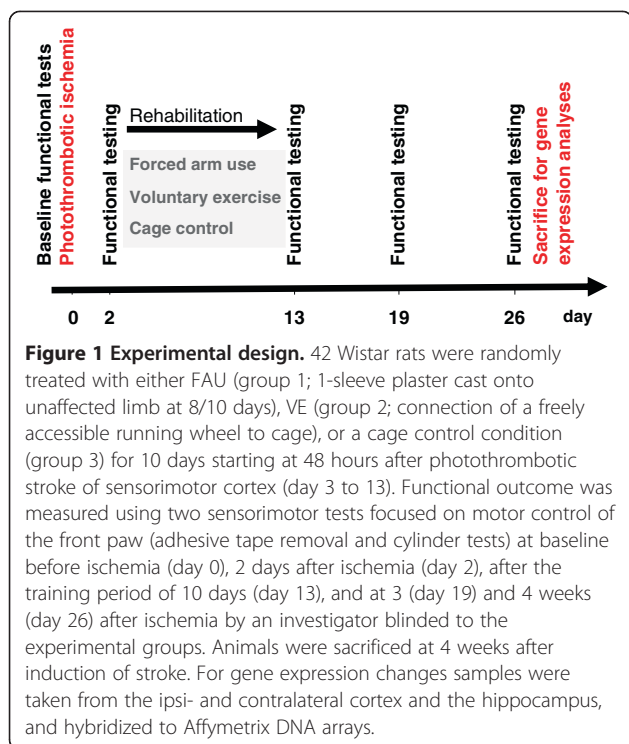 Baseline functional tests
Phototrombotic ischemia
Functional testing
Rehabilitation
Forced arm use
Voluntary exercise
Cage control
Functional testing
Functional testing
Functional testing
Sacrifice for gene
expression analyses
0 2 13 19 26 day
Figure 1 Experimental design. 42 Wistar rats were randomly
treated with either FAU (group 1; 1-sleeve plaster cast onto
unaffected limb at 8/10 days), VE (group 2; connection of a freely
accessible running wheel to cage), or a cage control condition
(group 3) for 10 days starting at 48 hours after photothrombotic
stroke of sensorimotor cortex (day 3 to 13). Functional outcome was
measured using two sensorimotor tests focused on motor control of
the front paw (adhesive tape removal and cylinder tests) at baseline
before ischemia (day 0), 2 days after ischemia (day 2), after the
training period of 10 days (day 13), and at 3 (day 19) and 4 weeks
(day 26) after ischemia by an investigator blinded to the
experimental groups. Animals were sacrificed at 4 weeks after
induction of stroke. For gene expression changes samples were
taken from the ipsi- and contralateral cortex and the hippocampus,
and hybridized to Affymetrix DNA arrays.